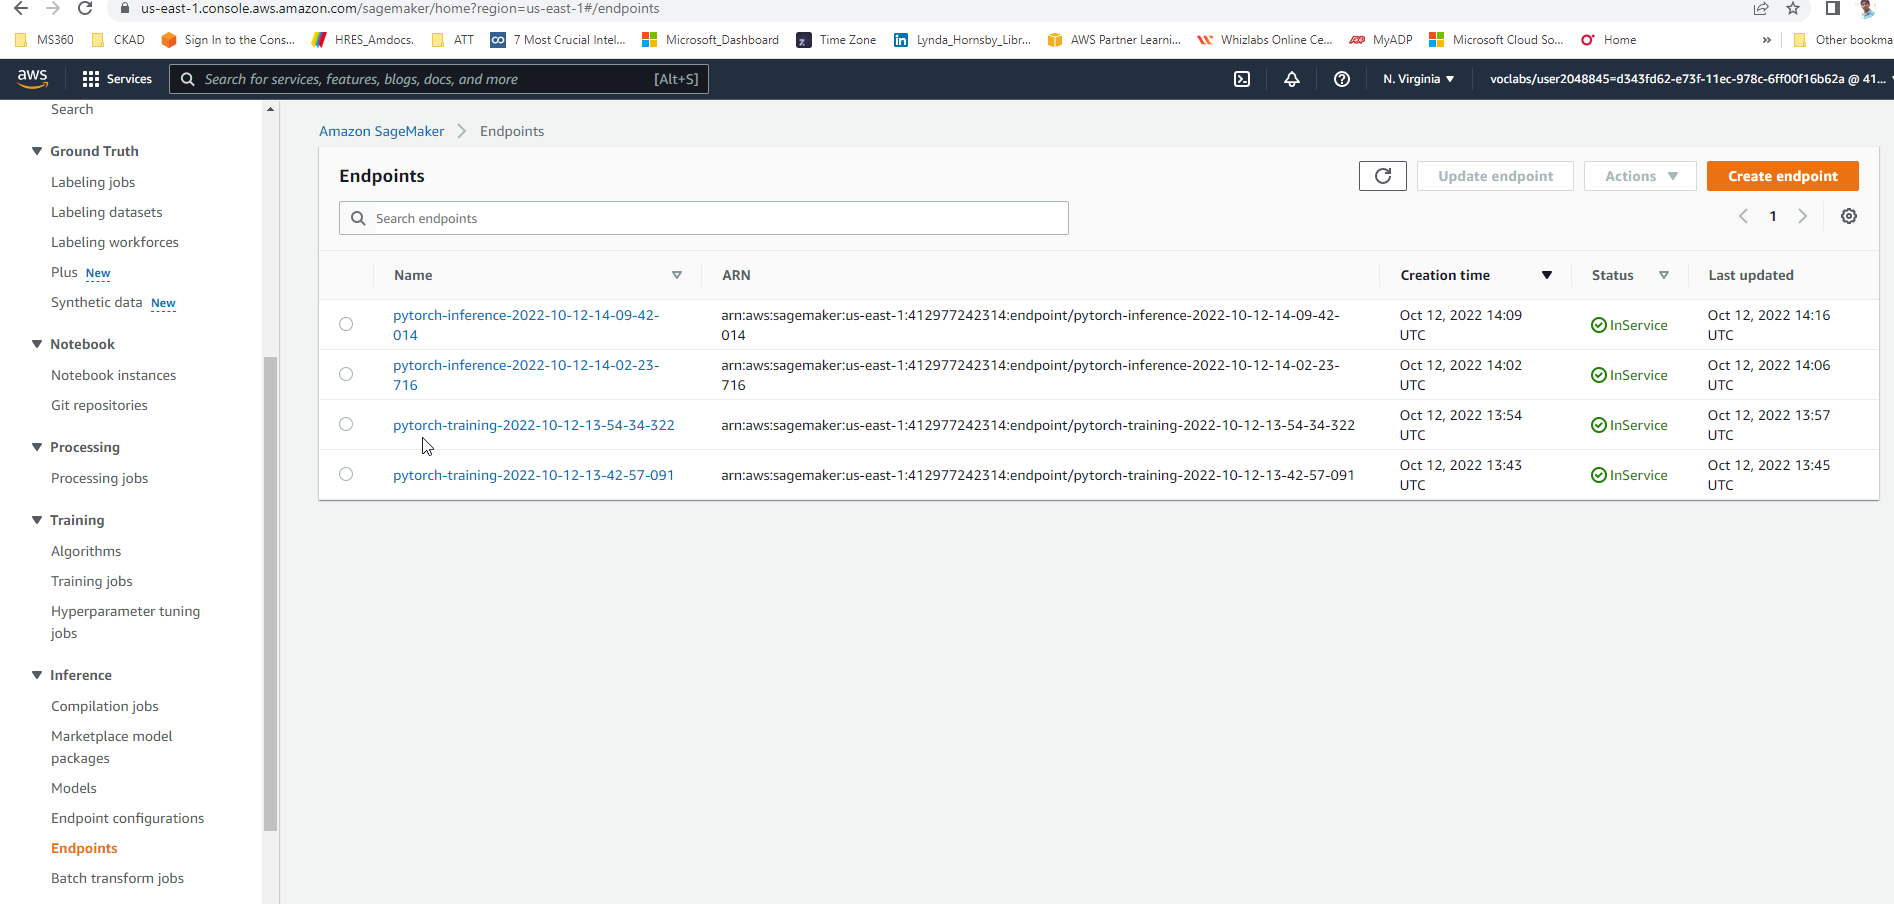 us-east-1.console.aws.amazon.com/sagemaker/home?region=us-east-1#/endpoints
MS360 CKAD Sign In to the Cons... HRES_Amdocs. ATT 7 Most Crucial Intel... Microsoft_Dashboard Time Zone Lynda_Hornsby_Libr... AWS Partner Learni... Whizlabs Online Ce... MyADP Microsoft Cloud So... Home » Other bookma
aws Services Search for services, features, blogs, docs, and more [Alt+S] N. Virginia voclabs/user2048845=d343fd62-e73f-11ec-978c-6ff00f16b62a @ 41...
Search
Ground Truth
Labeling jobs
Labeling datasets
Labeling workforces
Plus New
Synthetic data New
Notebook
Notebook instances
Git repositories
Processing
Processing jobs
Training
Algorithms
Training jobs
Hyperparameter tuning
jobs
Inference
Compilation jobs
Marketplace model
packages
Models
Endpoint configurations
Endpoints
Batch transform jobs
Amazon SageMaker > Endpoints
Endpoints Update endpoint Actions Create endpoint
Search endpoints 1
Name ARN Creation time Status Last updated
pytorch-inference-2022-10-12-14-09-42- arn:aws:sagemaker:us-east-1:412977242314:endpoint/pytorch-inference-2022-10-12-14-09-42- Oct 12, 2022 14:09 InService Oct 12, 2022 14:16
014 014 UTC UTC
pytorch-inference-2022-10-12-14-02-23- arn:aws:sagemaker:us-east-1:412977242314:endpoint/pytorch-inference-2022-10-12-14-02-23- Oct 12, 2022 14:02 InService Oct 12, 2022 14:06
716 716 UTC UTC
pytorch-training-2022-10-12-13-54-34-322 arn:aws:sagemaker:us-east-1:412977242314:endpoint/pytorch-training-2022-10-12-13-54-34-322 Oct 12, 2022 13:54 InService Oct 12, 2022 13:57
UTC UTC
pytorch-training-2022-10-12-13-42-57-091 arn:aws:sagemaker:us-east-1:412977242314:endpoint/pytorch-training-2022-10-12-13-42-57-091 Oct 12, 2022 13:43 InService Oct 12, 2022 13:45
UTC UTC